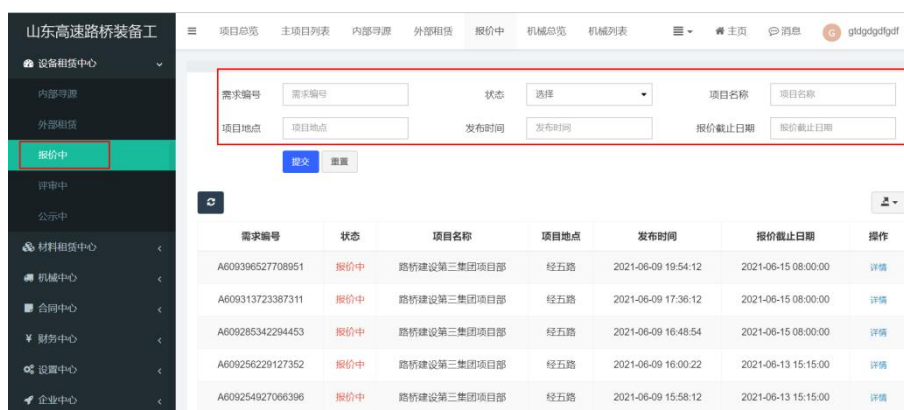 山东高速路桥装备工
项目总览 主项目列表 内部寻源 外部租赁 报价中 机械总览 机械列表 主页 消息 G gtdgdgdfgdf
设备租赁中心
内部寻源
外部租赁
报价中
评审中
公示中
材料租赁中心
机械中心
合同中心
¥ 财务中心
设置中心
企业中心
需求编号 需求编号 状态 选择 项目名称 项目名称
项目地点 项目地点 发布时间 发布时间 报价截止日期 报价截止日期
提交 重置
需求编号 状态 项目名称 项目地点 发布时间 报价截止日期 操作
A609396527708951 报价中 路桥建设第三集团项目部 经五路 2021-06-09 19:54:12 2021-06-15 08:00:00 详情
A609313723387311 报价中 路桥建设第三集团项目部 经五路 2021-06-09 17:36:12 2021-06-15 08:00:00 详情
A609285342294453 报价中 路桥建设第三集团项目部 经五路 2021-06-09 16:48:54 2021-06-15 08:00:00 详情
A609256229127352 报价中 路桥建设第三集团项目部 经五路 2021-06-09 16:00:22 2021-06-13 15:15:00 详情
A609254927066396 报价中 路桥建设第三集团项目部 经五路 2021-06-09 15:58:12 2021-06-13 15:15:00 详情